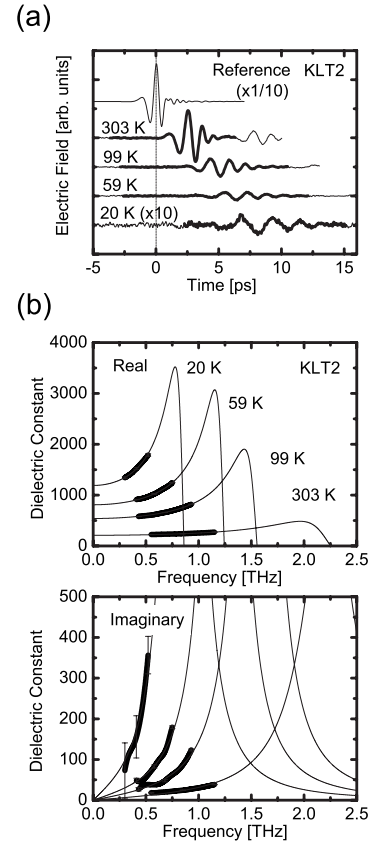 (a)
Reference KLT2
(x1/10)
303 K
99 K
59 K
20 K (x10)
Electric Field [arb. units]
-5 0 5 10 15
Time [ps]
(b)
4000
3000
2000
1000
0
Real
20 K
KLT2
59 K
99 K
303 K
Dielectric Constant
0.0 0.5 1.0 1.5 2.0 2.5
Frequency [THz]
500
400
300
200
100
0
Imaginary
Dielectric Constant
0.0 0.5 1.0 1.5 2.0 2.5
Frequency [THz]